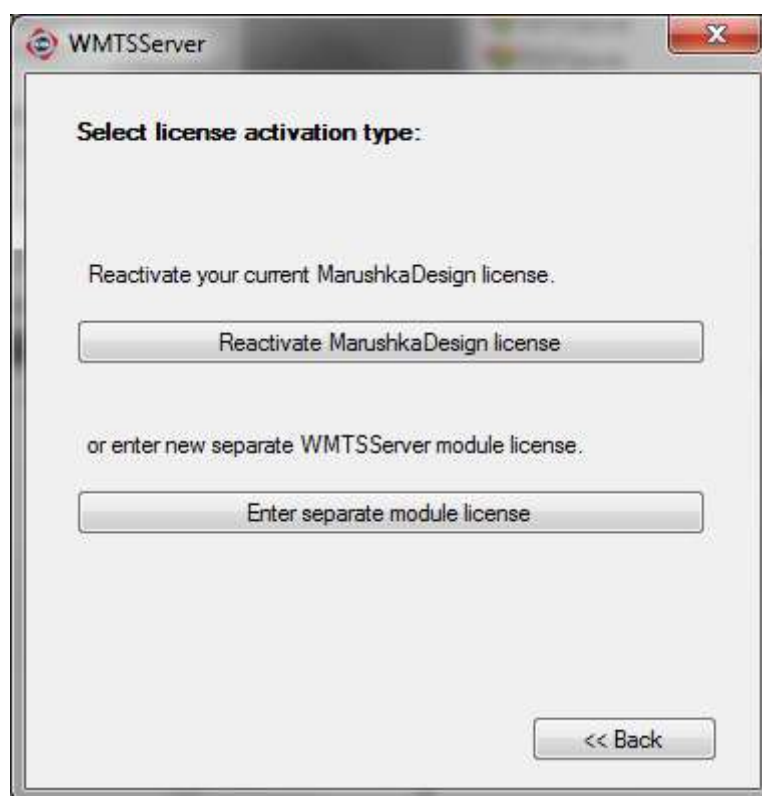 WMTSServer
Select license activation type:
Reactivate your current MarushkaDesign license.
Reactivate MarushkaDesign license
or enter new separate WMTSServer module license.
Enter separate module license
<< Back